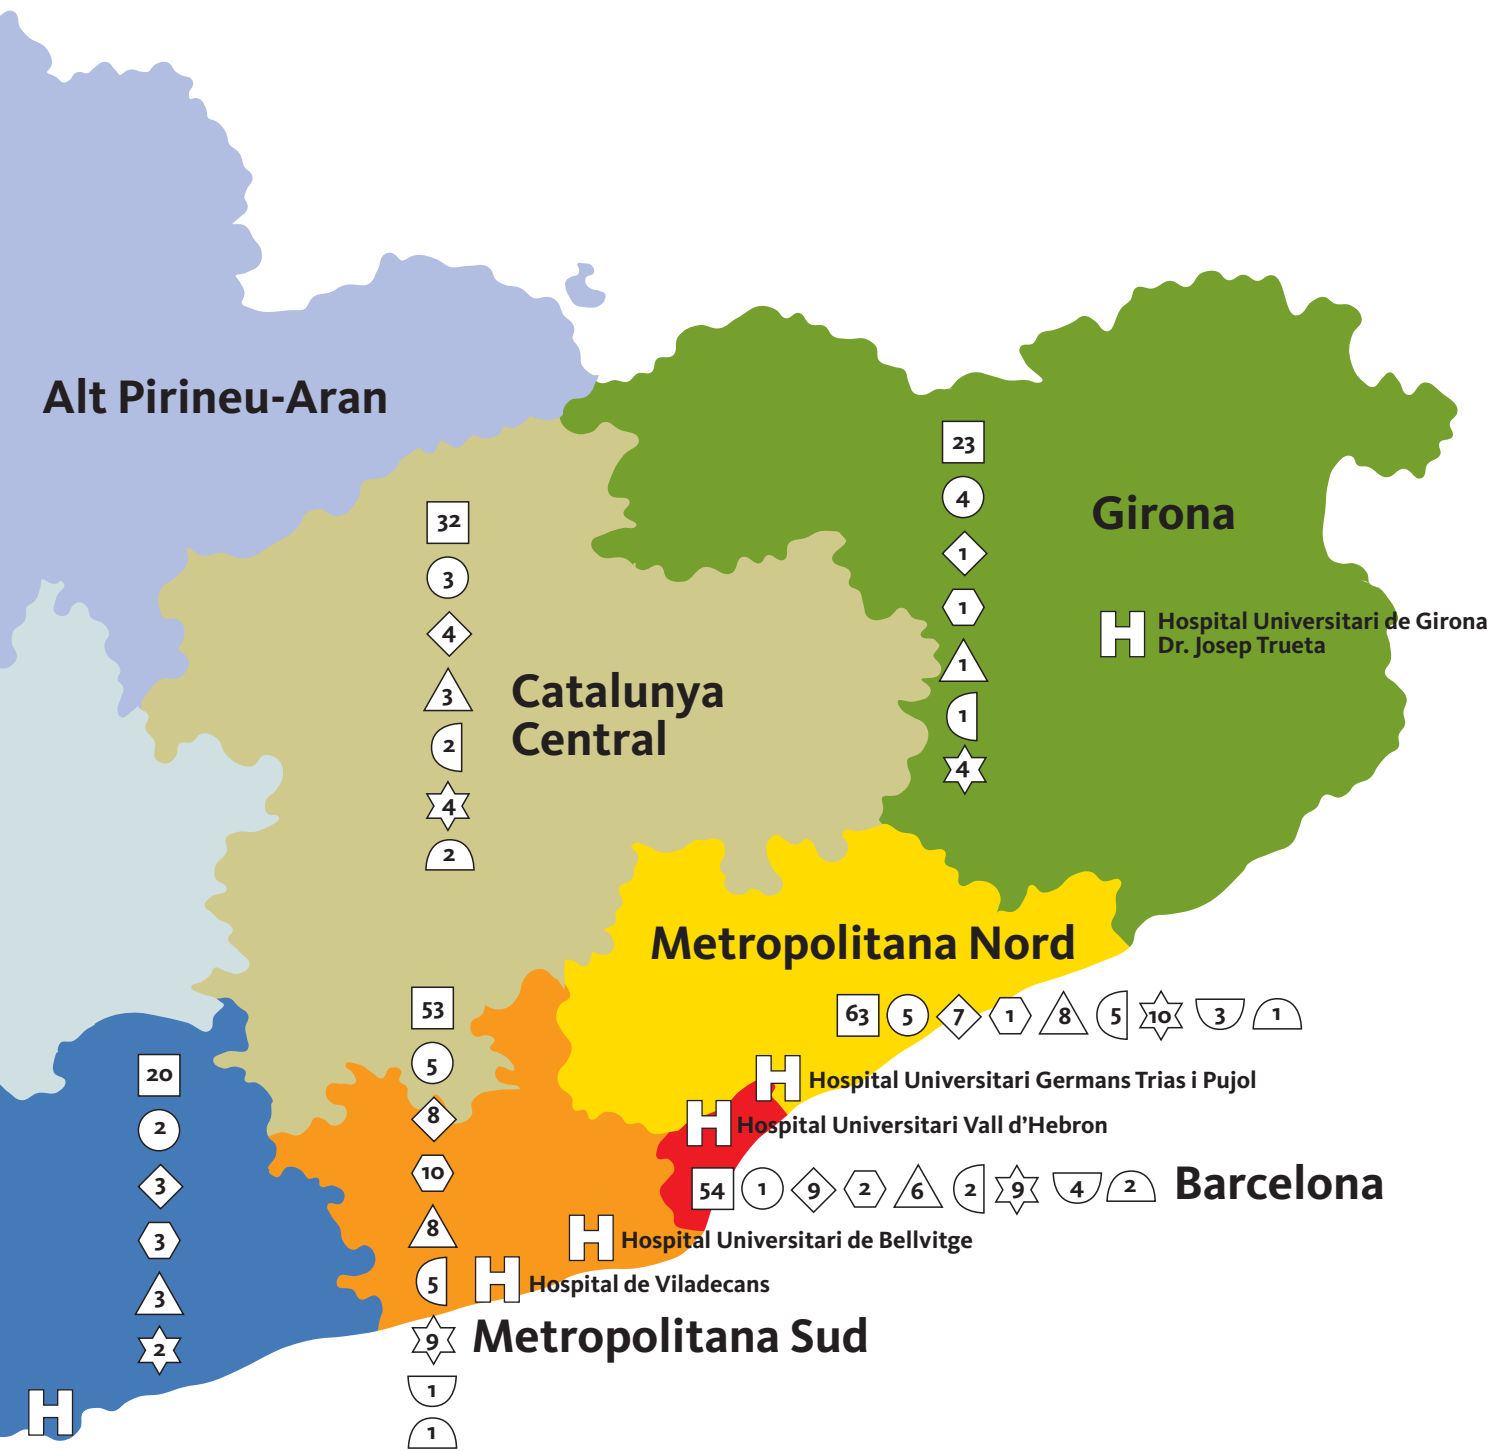 Alt Pirineu-Aran
23
4
1
1
1
1
4
Girona
H Hospital Universitari de Girona
Dr. Josep Trueta
32
3
4
3
2
4
2
Catalunya
Central
Metropolitana Nord
63 5 7 1 8 5 10 3 1
H Hospital Universitari Germans Trias i Pujol
H Hospital Universitari Vall d'Hebron
54 1 9 2 6 2 9 4 2 Barcelona
53
5
8
10
8
5
9
1
1
H Hospital Universitari de Bellvitge
H Hospital de Viladecans
Metropolitana Sud
20
2
3
3
3
2
H